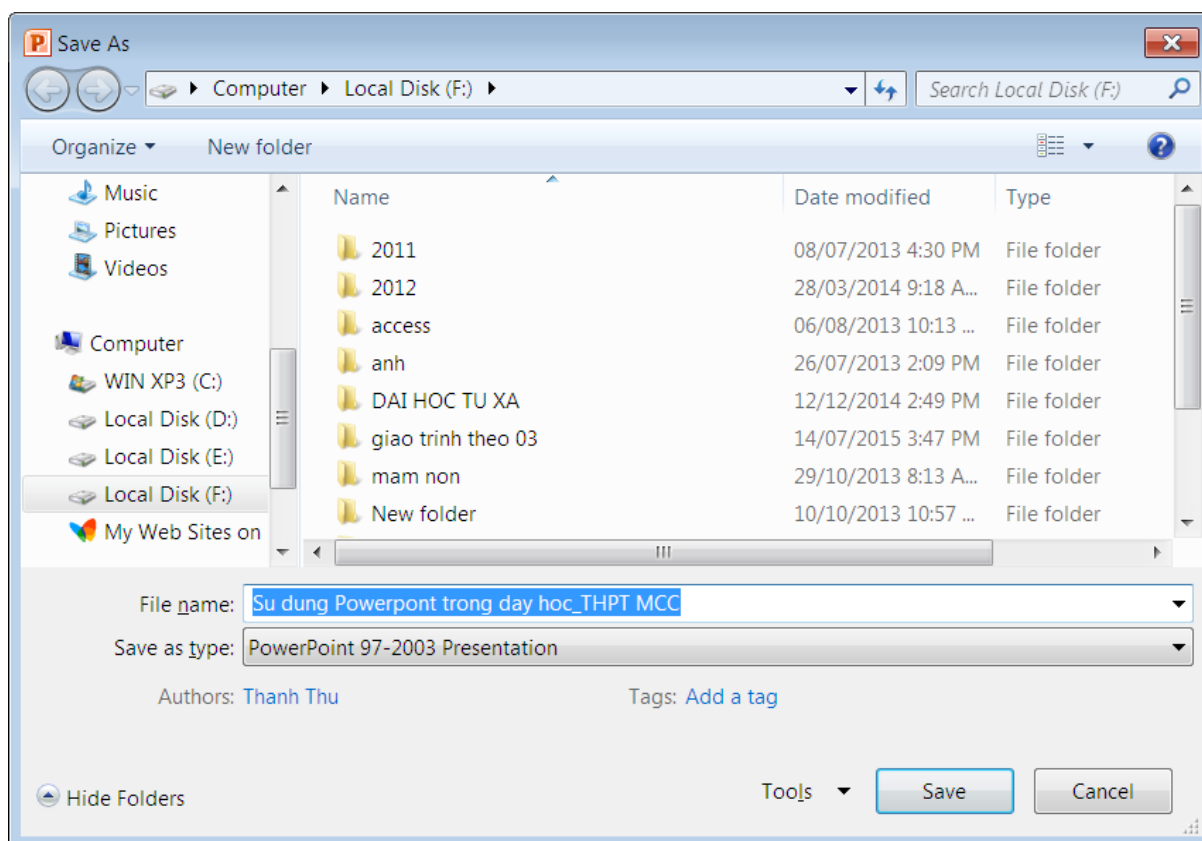 Save As
Computer Local Disk (F:) Search Local Disk (F:)
Organize New folder
Music
Pictures
Videos
Computer
WIN XP3 (C:)
Local Disk (D:)
Local Disk (E:)
Local Disk (F:)
My Web Sites on
Name Date modified Type
2011 08/07/2013 4:30 PM File folder
2012 28/03/2014 9:18 A... File folder
access 06/08/2013 10:13 ... File folder
anh 26/07/2013 2:09 PM File folder
DAI HOC TU XA 12/12/2014 2:49 PM File folder
giao trinh theo 03 14/07/2015 3:47 PM File folder
mam non 29/10/2013 8:13 A... File folder
New folder 10/10/2013 10:57 ... File folder
File name: Su dung Powerpont trong day hoc_THPT MCC
Save as type: PowerPoint 97-2003 Presentation
Authors: Thanh Thu Tags: Add a tag
Hide Folders Tools Save Cancel